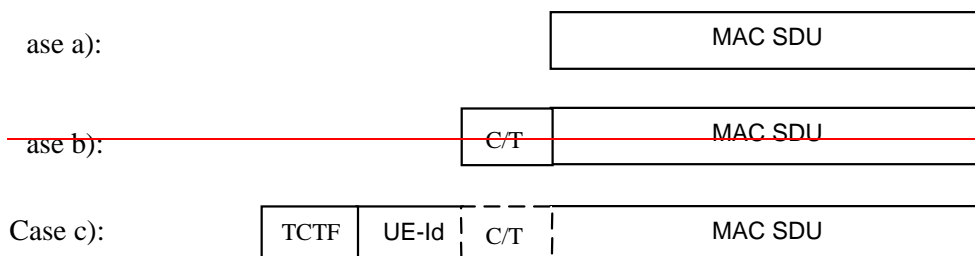 ase a): MAC SDU
ase b): C/T MAC SDU
Case c): TCTF UE-Id C/T MAC SDU